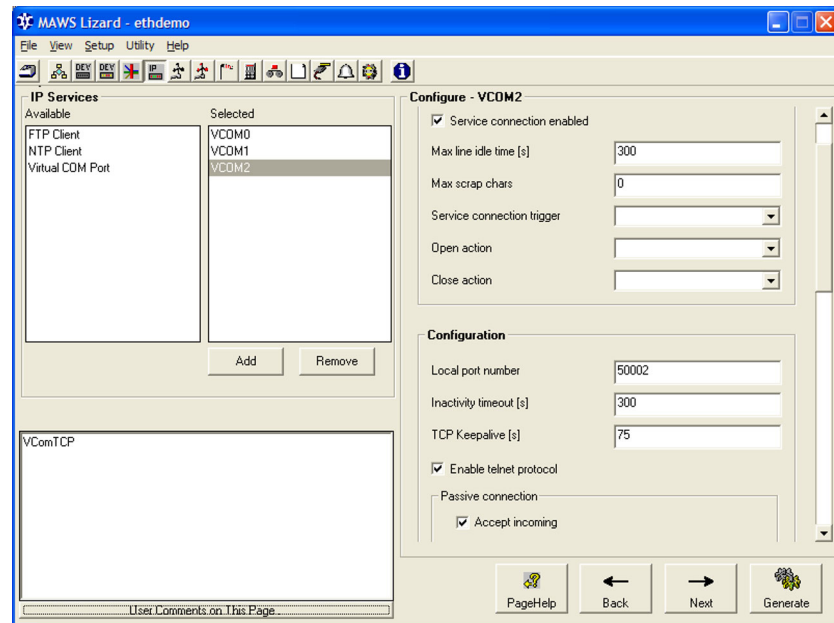 MAWS Lizard - ethdemo
File View Setup Utility Help
DEV DEV IP
IP Services
Available
Selected
FTP Client
NTP Client
Virtual COM Port
VCOM0
VCOM1
VCOM2
Add
Remove
VComTCP
User Comments on This Page
Configure - VCOM2
Service connection enabled
Max line idle time [s] 300
Max scrap chars 0
Service connection trigger
Open action
Close action
Configuration
Local port number 50002
Inactivity timeout [s] 300
TCP Keepalive [s] 75
Enable telnet protocol
Passive connection
Accept incoming
PageHelp
Back
Next
Generate